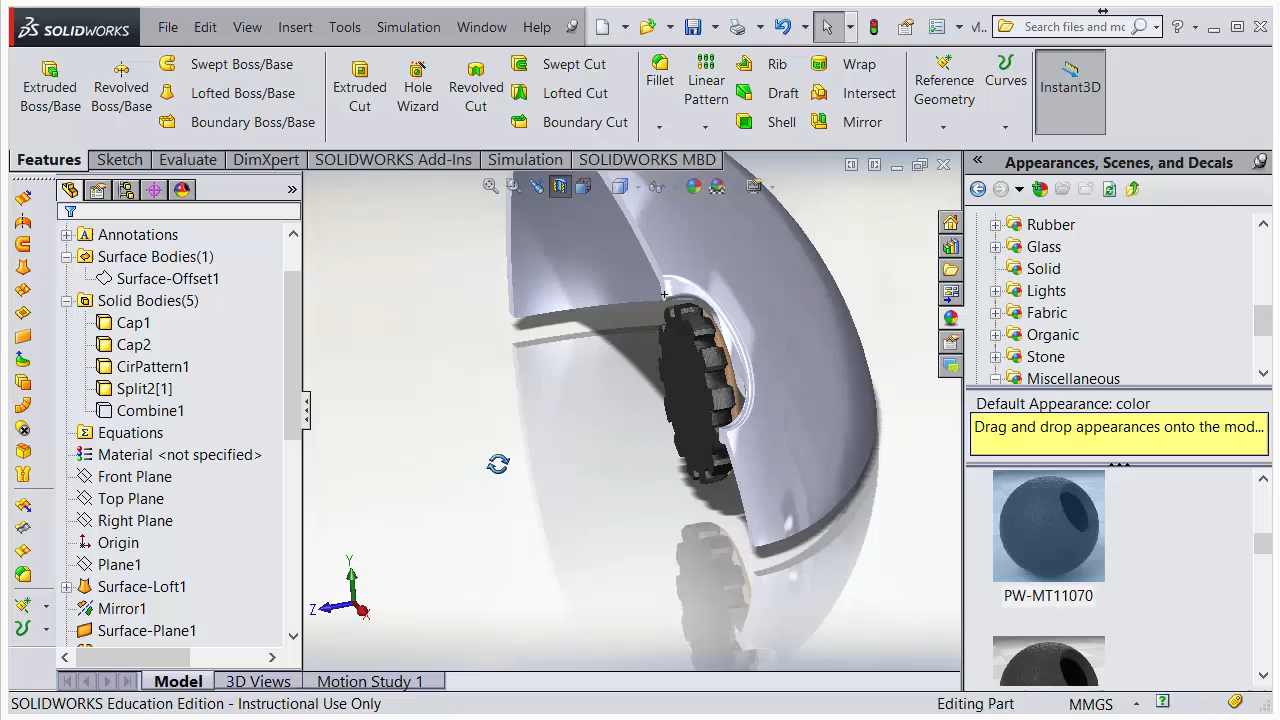 SOLIDWORKS File Edit View Insert Tools Simulation Window Help Search files and mo
Extruded Boss/Base
Revolved Boss/Base
Swept Boss/Base
Lofted Boss/Base
Boundary Boss/Base
Extruded Cut
Hole Wizard
Revolved Cut
Swept Cut
Lofted Cut
Boundary Cut
Fillet
Linear Pattern
Rib
Draft
Shell
Wrap
Intersect
Mirror
Reference Geometry
Curves
Instant3D
Features Sketch Evaluate DimXpert SOLIDWORKS Add-Ins Simulation SOLIDWORKS MBD
Annotations
Surface Bodies(1)
Surface-Offset1
Solid Bodies(5)
Cap1
Cap2
CirPattern1
Split2[1]
Combine1
Equations
Material <not specified>
Front Plane
Top Plane
Right Plane
Origin
Plane1
Surface-Loft1
Mirror1
Surface-Plane1
Y
Z
X
Appearances, Scenes, and Decals
Rubber
Glass
Solid
Lights
Fabric
Organic
Stone
Miscellaneous
Default Appearance: color
Drag and drop appearances onto the mod...
PW-MT11070
Model 3D Views Motion Study 1
SOLIDWORKS Education Edition - Instructional Use Only Editing Part MMGS